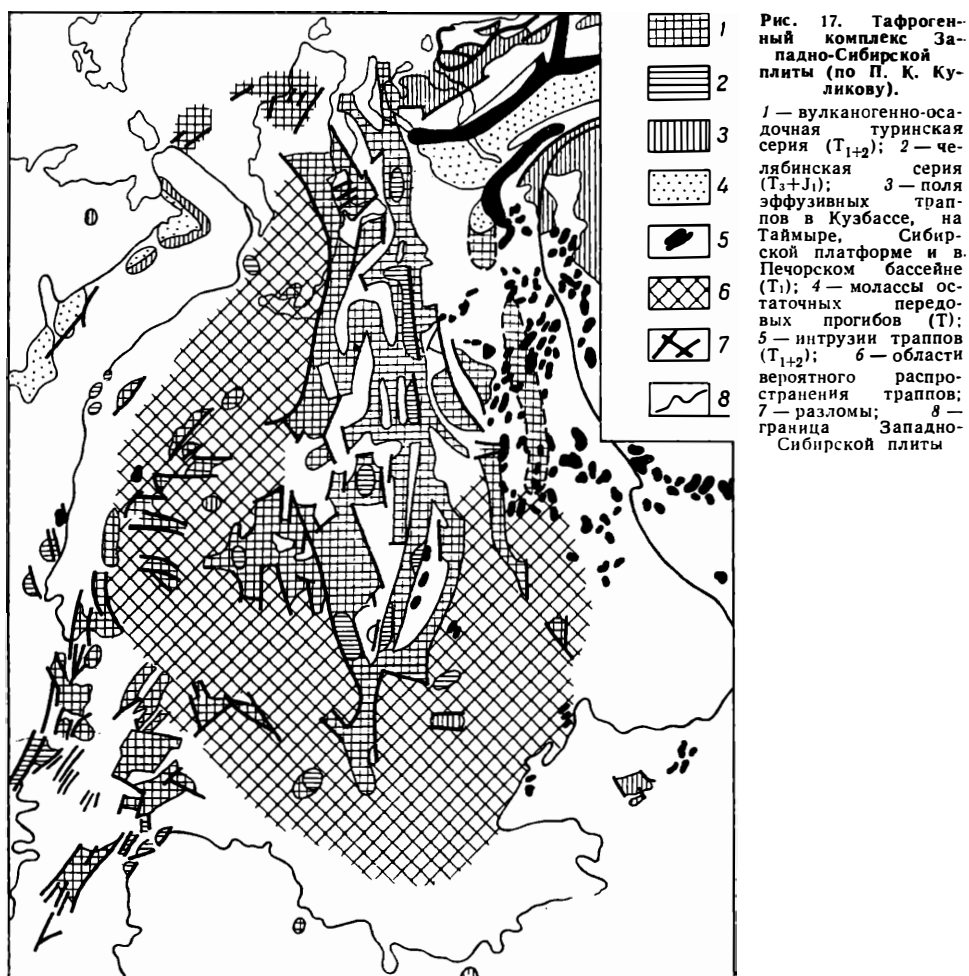 1
2
3
4
5
6
7
8
Рис. 17. Тафроген-
ный комплекс За-
падно-Сибирской
плиты (по П. К. Ку-
ликову).
1 — вулканогенно-оса-
дочная туринская
серия (T₁₊₂); 2 — че-
лябинская серия
(T₃+J₁); 3 — поля
эффузивных трап-
пов в Кузбассе, на
Таймыре, Сибир-
ской платформе и в
Печорском бассейне
(T₁); 4 — молассы ос-
таточных передо-
вых прогибов (T);
5 — интрузии траппов
(T₁₊₂); 6 — области
вероятного распро-
странения траппов;
7 — разломы; 8 —
граница Западно-
Сибирской плиты